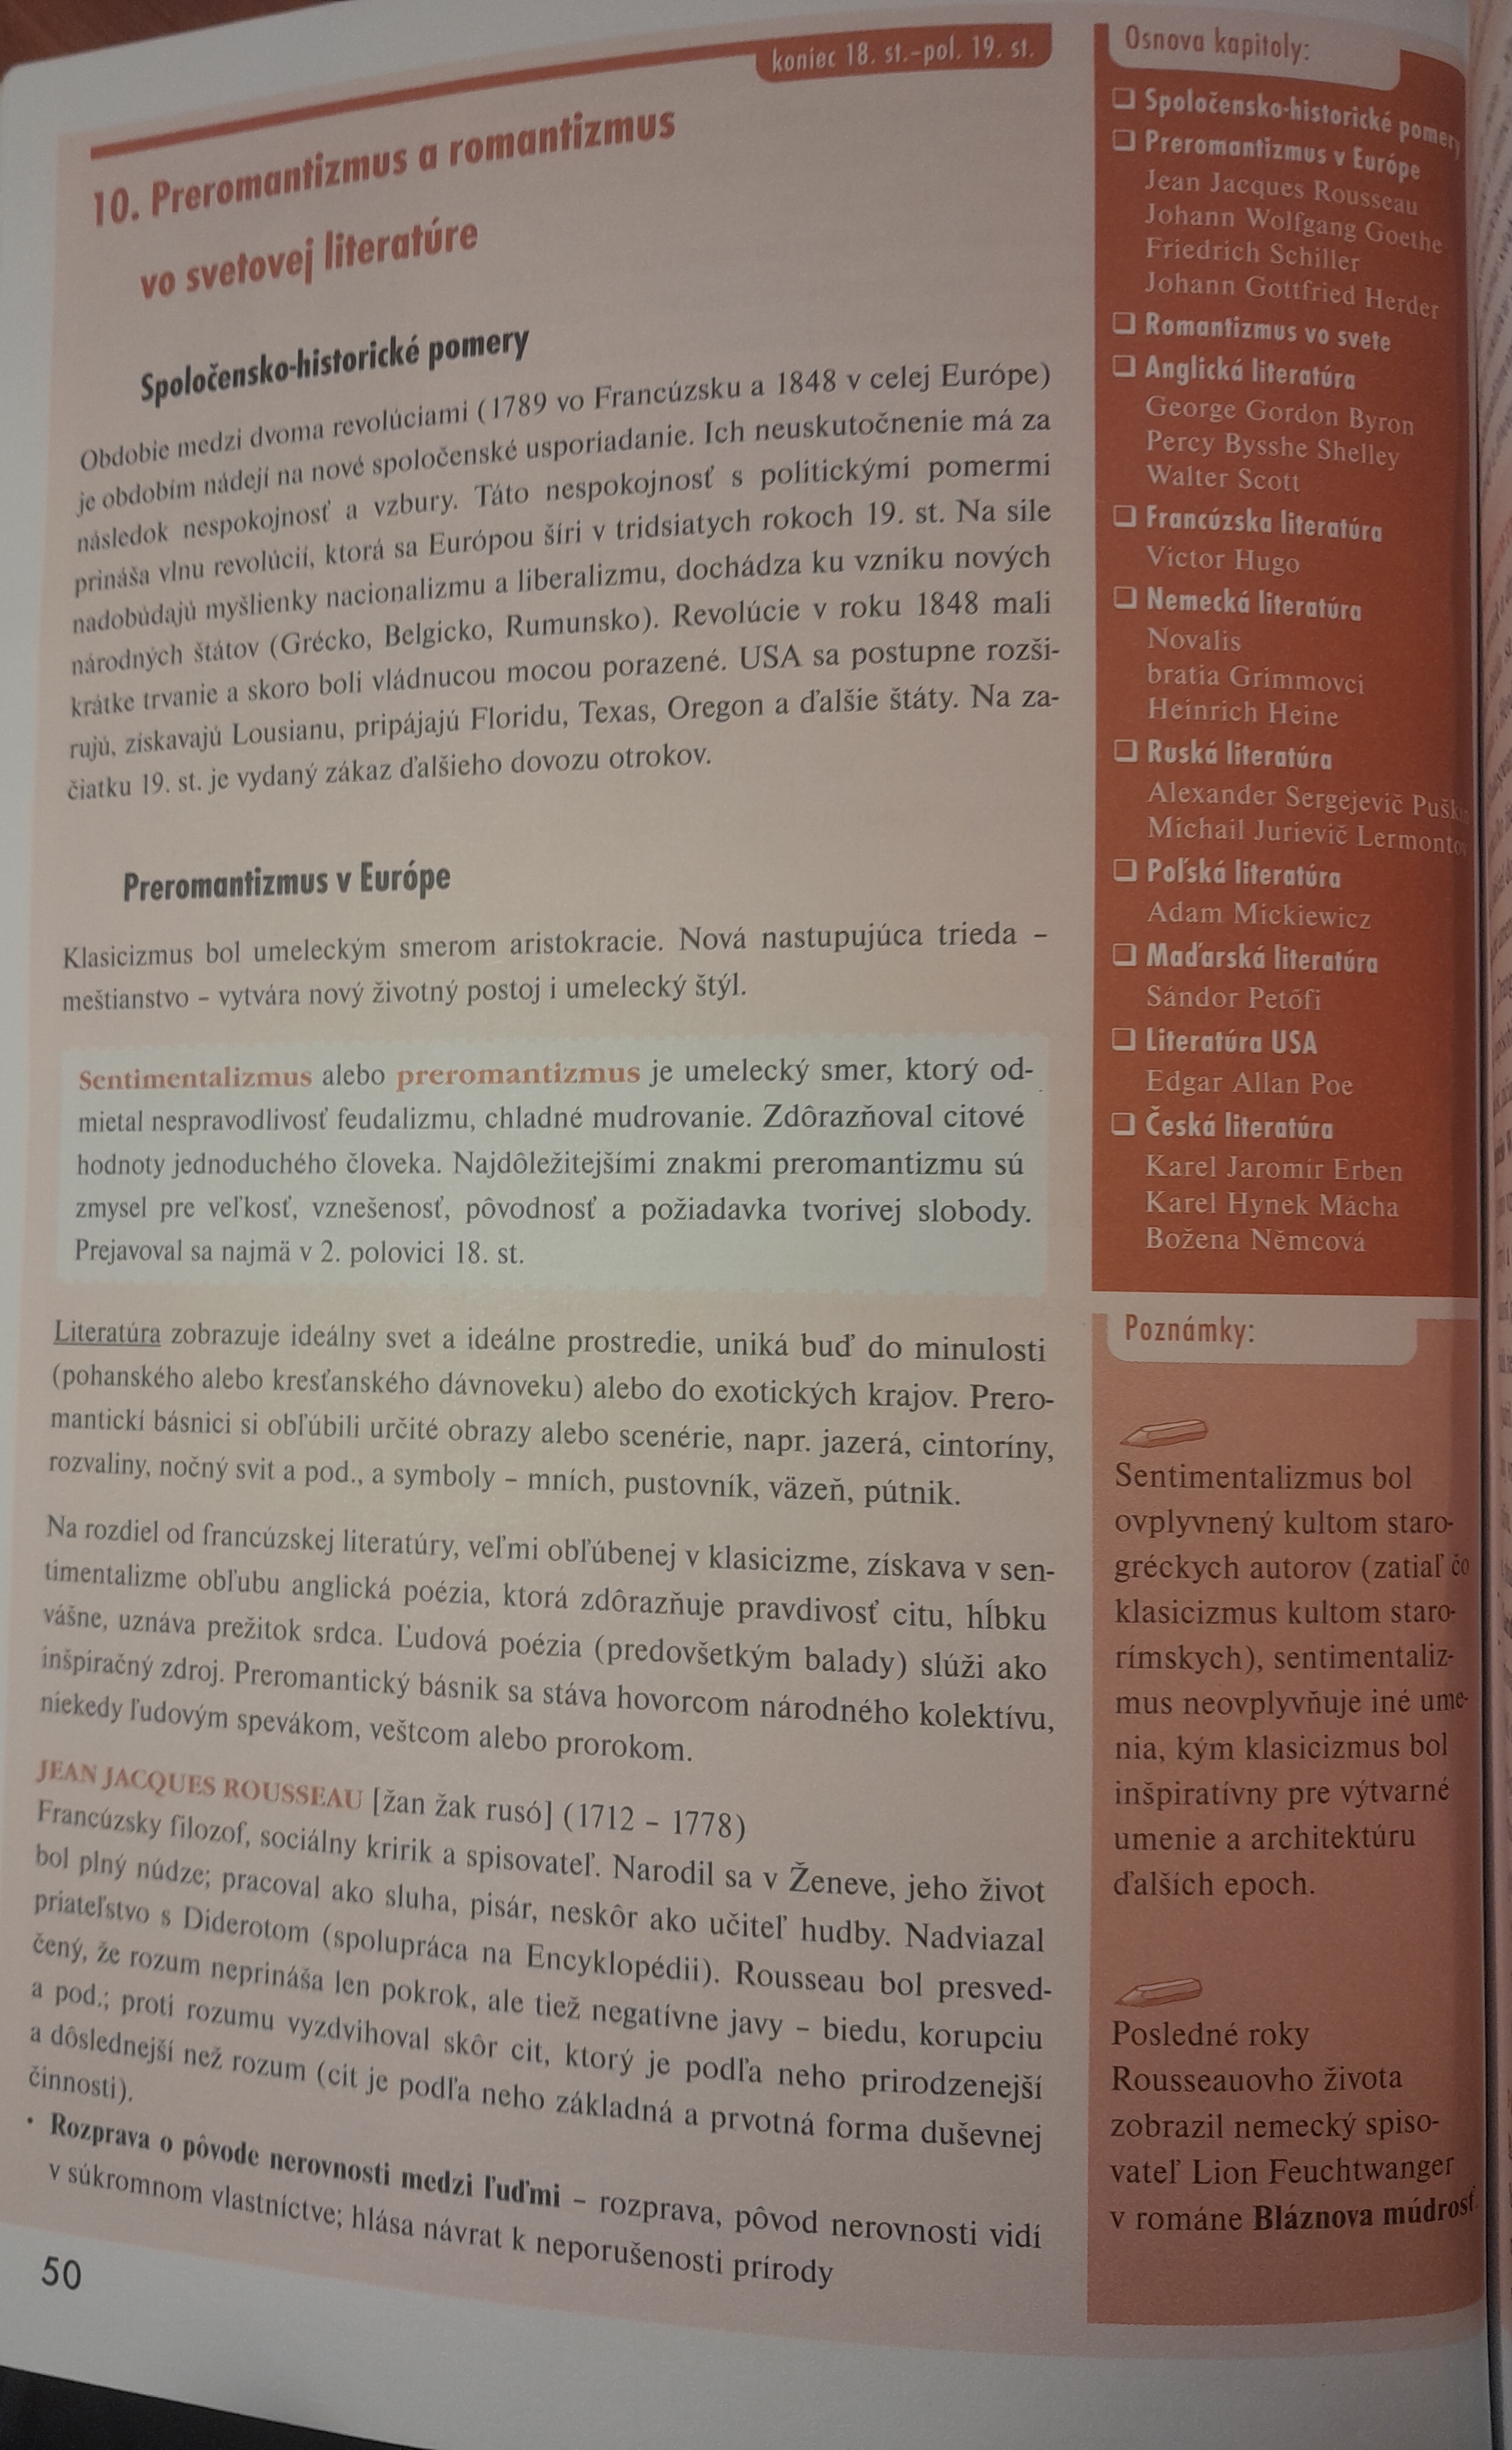 koniec 18. st.–pol. 19. st.
10. Preromantizmus a romantizmus
vo svetovej literatúre
Spoločensko-historické pomery
Obdobie medzi dvoma revolúciami (1789 vo Francúzsku a 1848 v celej Európe)
je obdobím nádejí na nové spoločenské usporiadanie. Ich neuskutočnenie má za
následok nespokojnosť a vzbury. Táto nespokojnosť s politickými pomermi
prináša vlnu revolúcií, ktorá sa Európou šíri v tridsiatych rokoch 19. st. Na sile
nadobúdajú myšlienky nacionalizmu a liberalizmu, dochádza ku vzniku nových
národných štátov (Grécko, Belgicko, Rumunsko). Revolúcie v roku 1848 mali
krátke trvanie a skoro boli vládnucou mocou porazené. USA sa postupne rozši-
rujú, získavajú Lousianu, pripájajú Floridu, Texas, Oregon a ďalšie štáty. Na za-
čiatku 19. st. je vydaný zákaz ďalšieho dovozu otrokov.
Preromantizmus v Európe
Klasicizmus bol umeleckým smerom aristokracie. Nová nastupujúca trieda –
meštianstvo – vytvára nový životný postoj i umelecký štýl.
Sentimentalizmus alebo preromantizmus je umelecký smer, ktorý od-
mietal nespravodlivosť feudalizmu, chladné mudrovanie. Zdôrazňoval citové
hodnoty jednoduchého človeka. Najdôležitejšími znakmi preromantizmu sú
zmysel pre veľkosť, vznešenosť, pôvodnosť a požiadavka tvorivej slobody.
Prejavoval sa najmä v 2. polovici 18. st.
Literatúra zobrazuje ideálny svet a ideálne prostredie, uniká buď do minulosti
(pohanského alebo kresťanského dávnoveku) alebo do exotických krajov. Prero-
mantickí básnici si obľúbili určité obrazy alebo scenérie, napr. jazerá, cintoríny,
rozvaliny, nočný svit a pod., a symboly – mních, pustovník, väzeň, pútnik.
Na rozdiel od francúzskej literatúry, veľmi obľúbenej v klasicizme, získava v sen-
timentalizme obľubu anglická poézia, ktorá zdôrazňuje pravdivosť citu, hĺbku
vášne, uznáva prežitok srdca. Ľudová poézia (predovšetkým balady) slúži ako
inšpiračný zdroj. Preromantický básnik sa stáva hovorcom národného kolektívu,
niekedy ľudovým spevákom, veštcom alebo prorokom.
JEAN JACQUES ROUSSEAU [žan žak rusó] (1712 – 1778)
Francúzsky filozof, sociálny kririk a spisovateľ. Narodil sa v Ženeve, jeho život
bol plný núdze; pracoval ako sluha, pisár, neskôr ako učiteľ hudby. Nadviazal
priateľstvo s Diderotom (spolupráca na Encyklopédii). Rousseau bol presved-
čený, že rozum neprináša len pokrok, ale tiež negatívne javy – biedu, korupciu
a pod.; proti rozumu vyzdvihoval skôr cit, ktorý je podľa neho prirodzenejší
a dôslednejší než rozum (cit je podľa neho základná a prvotná forma duševnej
činnosti).
• Rozprava o pôvode nerovnosti medzi ľuďmi – rozprava, pôvod nerovnosti vidí
v súkromnom vlastníctve; hlása návrat k neporušenosti prírody
50
Osnova kapitoly:
❑ Spoločensko-historické pomery
❑ Preromantizmus v Európe
Jean Jacques Rousseau
Johann Wolfgang Goethe
Friedrich Schiller
Johann Gottfried Herder
❑ Romantizmus vo svete
❑ Anglická literatúra
George Gordon Byron
Percy Bysshe Shelley
Walter Scott
❑ Francúzska literatúra
Victor Hugo
❑ Nemecká literatúra
Novalis
bratia Grimmovci
Heinrich Heine
❑ Ruská literatúra
Alexander Sergejevič Puškin
Michail Jurievič Lermontov
❑ Poľská literatúra
Adam Mickiewicz
❑ Maďarská literatúra
Sándor Petőfi
❑ Literatúra USA
Edgar Allan Poe
❑ Česká literatúra
Karel Jaromír Erben
Karel Hynek Mácha
Božena Němcová
Poznámky:
Sentimentalizmus bol
ovplyvnený kultom staro-
gréckych autorov (zatiaľ čo
klasicizmus kultom staro-
rímskych), sentimentaliz-
mus neovplyvňuje iné ume-
nia, kým klasicizmus bol
inšpiratívny pre výtvarné
umenie a architektúru
ďalších epoch.
Posledné roky
Rousseauovho života
zobrazil nemecký spiso-
vateľ Lion Feuchtwanger
v románe Bláznova múdrosť